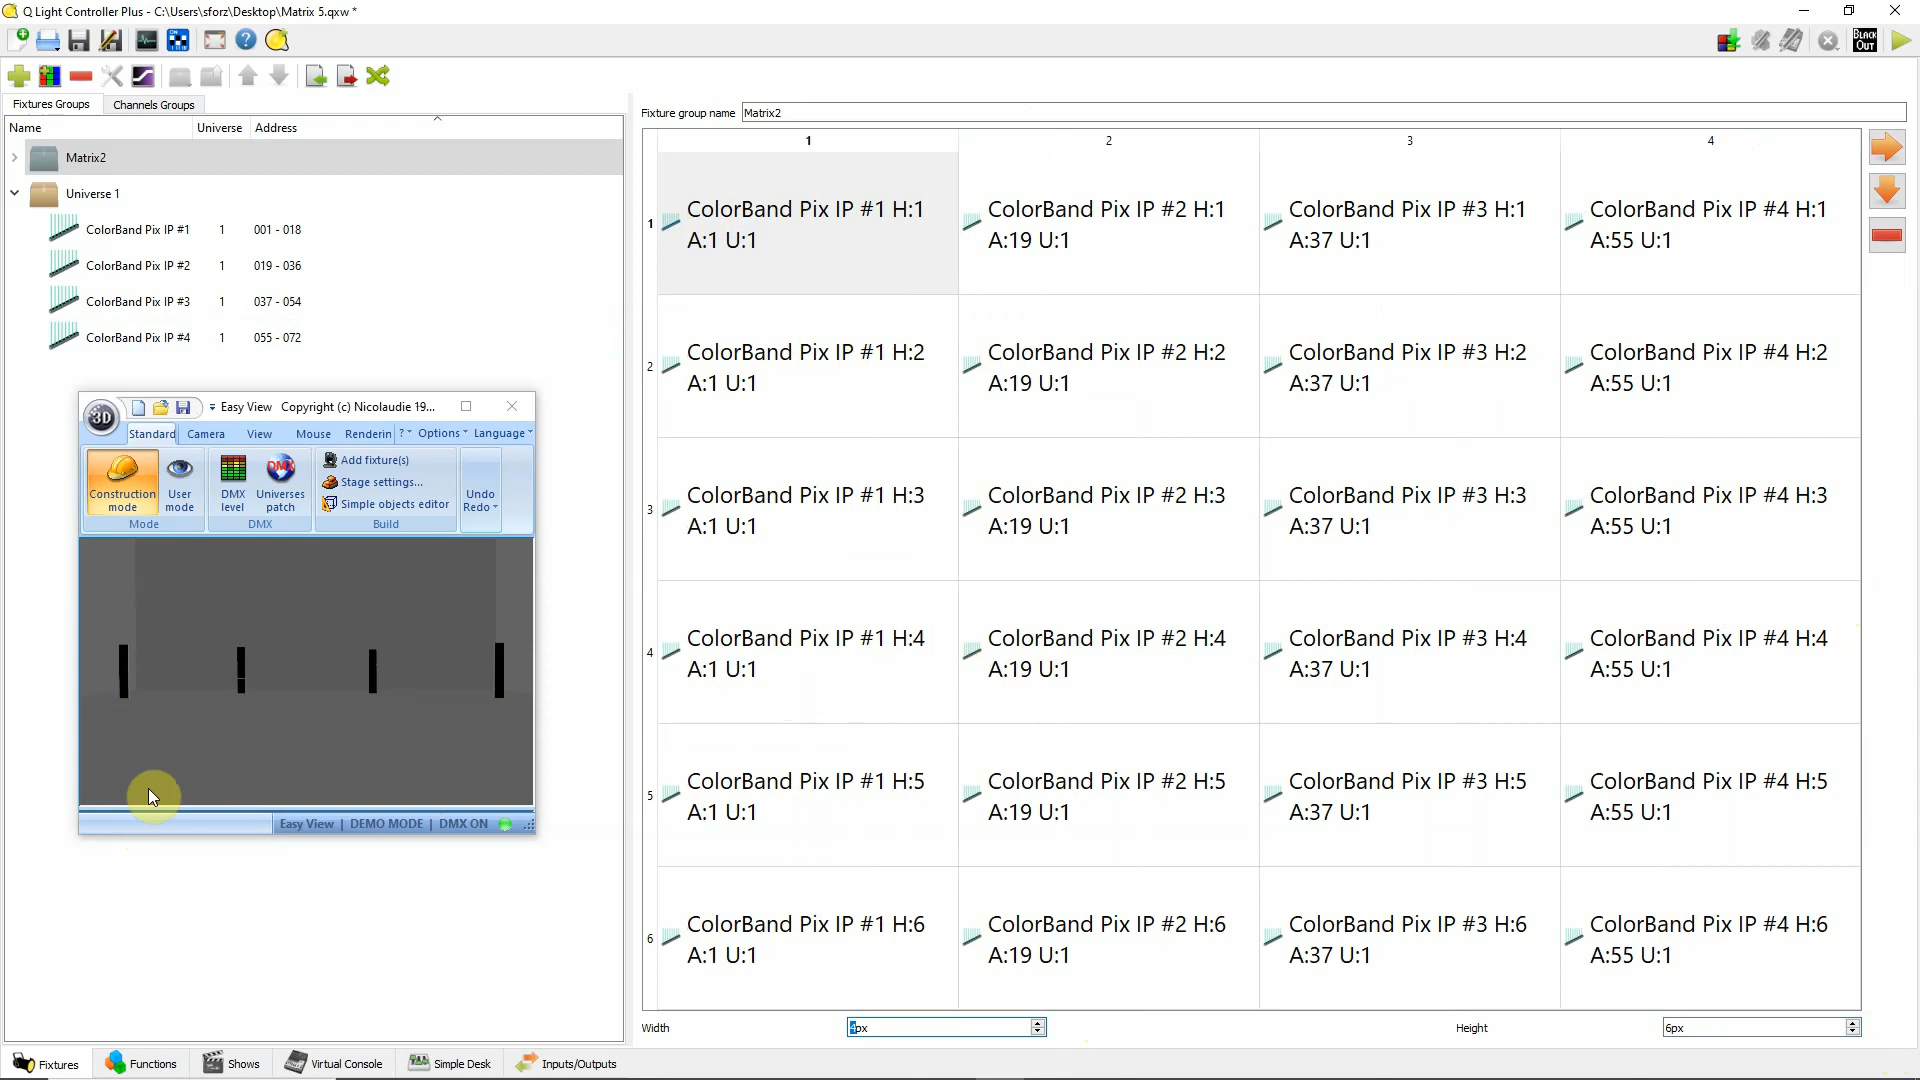 Q Light Controller Plus - C:\Users\sforz\Desktop\Matrix 5.qxw *
BLACK OUT
Fixtures Groups Channels Groups
Name Universe Address
Matrix2
Universe 1
ColorBand Pix IP #1 1 001 - 018
ColorBand Pix IP #2 1 019 - 036
ColorBand Pix IP #3 1 037 - 054
ColorBand Pix IP #4 1 055 - 072
3D Easy View Copyright (c) Nicolaudie 19...
Standard Camera View Mouse Renderin ? Options Language
Construction mode User mode DMX level Universes patch Add fixture(s)
Stage settings...
Simple objects editor
Undo
Redo
Mode DMX Build
Easy View | DEMO MODE | DMX ON
Fixture group name Matrix2
1 2 3 4
1 ColorBand Pix IP #1 H:1 ColorBand Pix IP #2 H:1 ColorBand Pix IP #3 H:1 ColorBand Pix IP #4 H:1
A:1 U:1 A:19 U:1 A:37 U:1 A:55 U:1
2 ColorBand Pix IP #1 H:2 ColorBand Pix IP #2 H:2 ColorBand Pix IP #3 H:2 ColorBand Pix IP #4 H:2
A:1 U:1 A:19 U:1 A:37 U:1 A:55 U:1
3 ColorBand Pix IP #1 H:3 ColorBand Pix IP #2 H:3 ColorBand Pix IP #3 H:3 ColorBand Pix IP #4 H:3
A:1 U:1 A:19 U:1 A:37 U:1 A:55 U:1
4 ColorBand Pix IP #1 H:4 ColorBand Pix IP #2 H:4 ColorBand Pix IP #3 H:4 ColorBand Pix IP #4 H:4
A:1 U:1 A:19 U:1 A:37 U:1 A:55 U:1
5 ColorBand Pix IP #1 H:5 ColorBand Pix IP #2 H:5 ColorBand Pix IP #3 H:5 ColorBand Pix IP #4 H:5
A:1 U:1 A:19 U:1 A:37 U:1 A:55 U:1
6 ColorBand Pix IP #1 H:6 ColorBand Pix IP #2 H:6 ColorBand Pix IP #3 H:6 ColorBand Pix IP #4 H:6
A:1 U:1 A:19 U:1 A:37 U:1 A:55 U:1
Width 4px Height 6px
Fixtures Functions Shows Virtual Console Simple Desk Inputs/Outputs